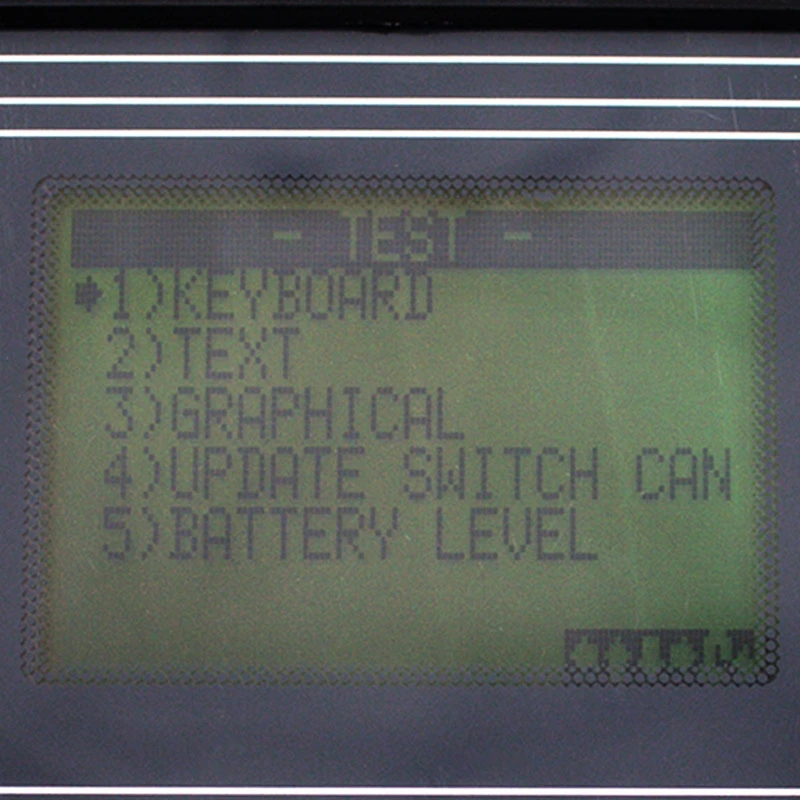 - TEST -
1)KEYBOARD
2)TEXT
3)GRAPHICAL
4)UPDATE SWITCH CAN
5)BATTERY LEVEL